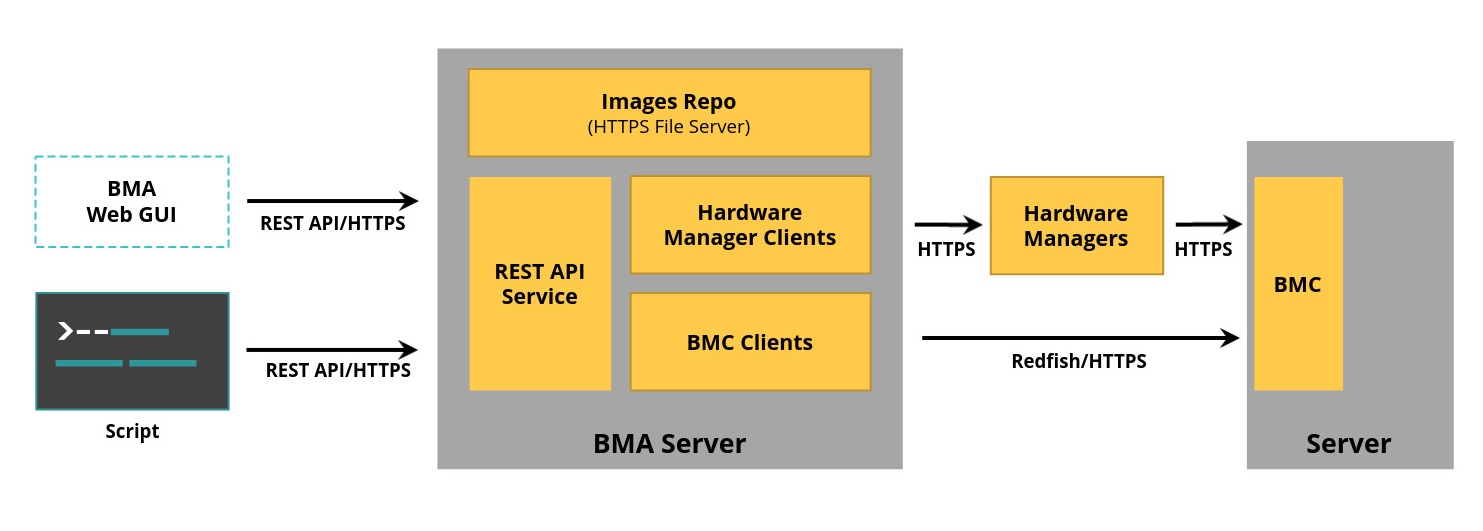 BMA
Web GUI
REST API/HTTPS
REST API/HTTPS
Script
Images Repo
(HTTPS File Server)
REST API
Service
Hardware
Manager Clients
BMC Clients
BMA Server
HTTPS
Hardware
Managers
HTTPS
Redfish/HTTPS
BMC
Server